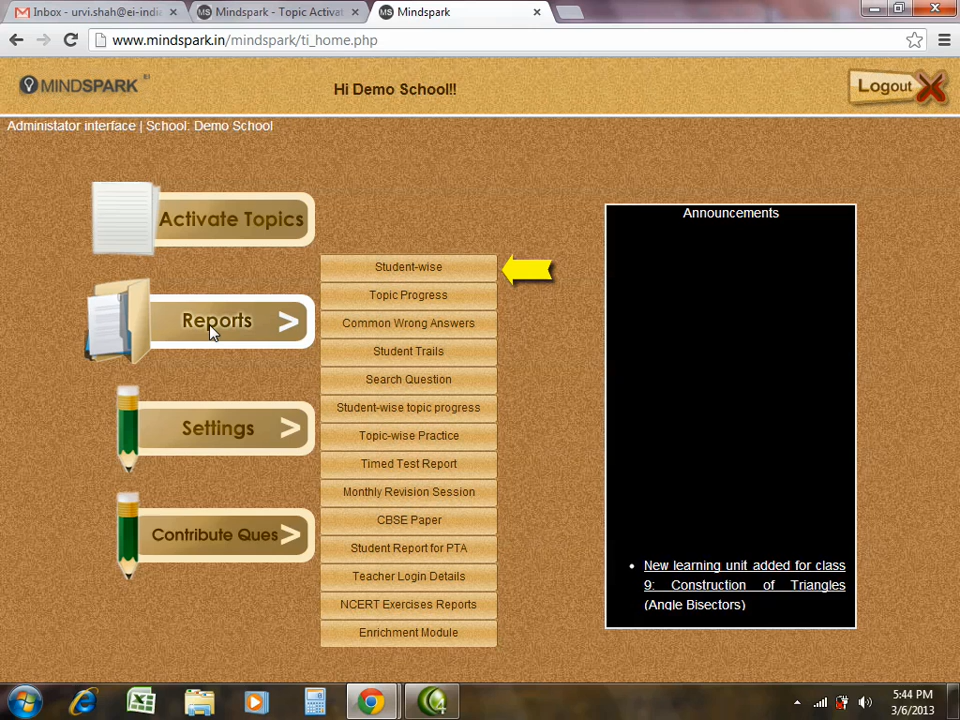 Inbox - urvi.shah@ei-india
Mindspark - Topic Activat
Mindspark
www.mindspark.in/mindspark/ti_home.php
MINDSPARK
Hi Demo School!!
Logout
Administator interface | School: Demo School
Activate Topics
Reports >
Settings >
Contribute Ques >
Student-wise
Topic Progress
Common Wrong Answers
Student Trails
Search Question
Student-wise topic progress
Topic-wise Practice
Timed Test Report
Monthly Revision Session
CBSE Paper
Student Report for PTA
Teacher Login Details
NCERT Exercises Reports
Enrichment Module
Announcements
New learning unit added for class
9: Construction of Triangles
(Angle Bisectors)
5:44 PM
3/6/2013